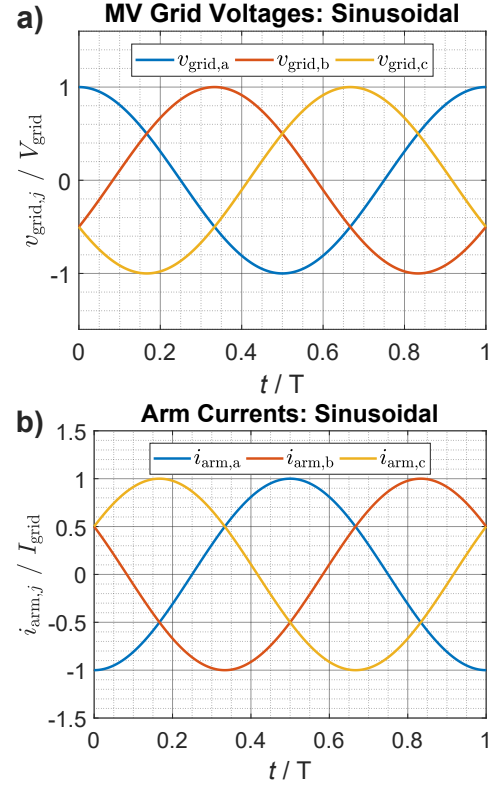 a)
MV Grid Voltages: Sinusoidal
v_grid,a v_grid,b v_grid,c
v_grid,j / V_grid
1
0
-1
0 0.2 0.4 0.6 0.8 1
t / T
b)
Arm Currents: Sinusoidal
i_arm,a i_arm,b i_arm,c
i_arm,j / I_grid
1.5
1
0.5
0
-0.5
-1
-1.5
0 0.2 0.4 0.6 0.8 1
t / T